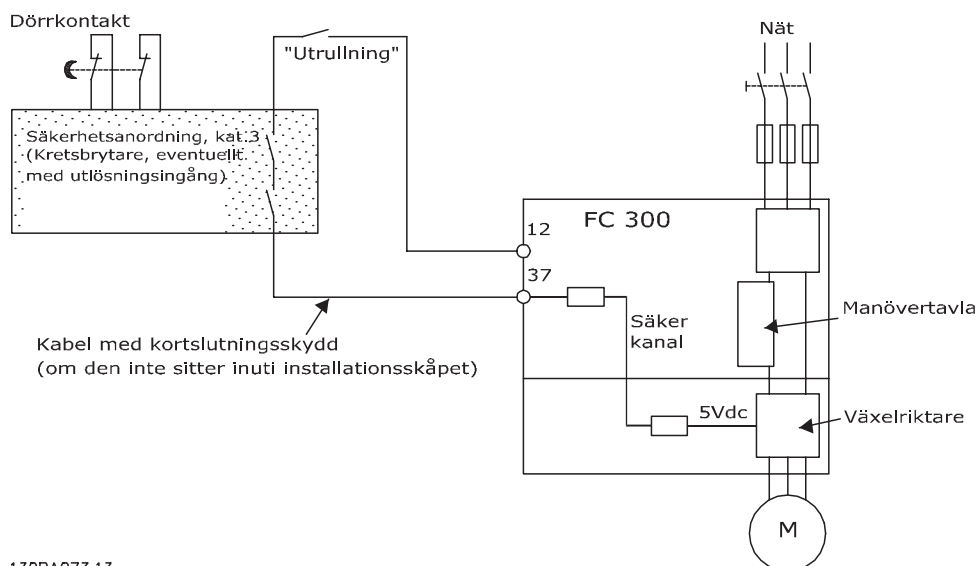 Dörrkontakt
"Utrullning"
Nät
Säkerhetsanordning, kat.3
(Kretsbrytare, eventuellt
med utlösningsingång)
FC 300
12
37
Säker
kanal
Manövertavla
Kabel med kortslutningsskydd
(om den inte sitter inuti installationsskåpet)
5Vdc
Växelriktare
M